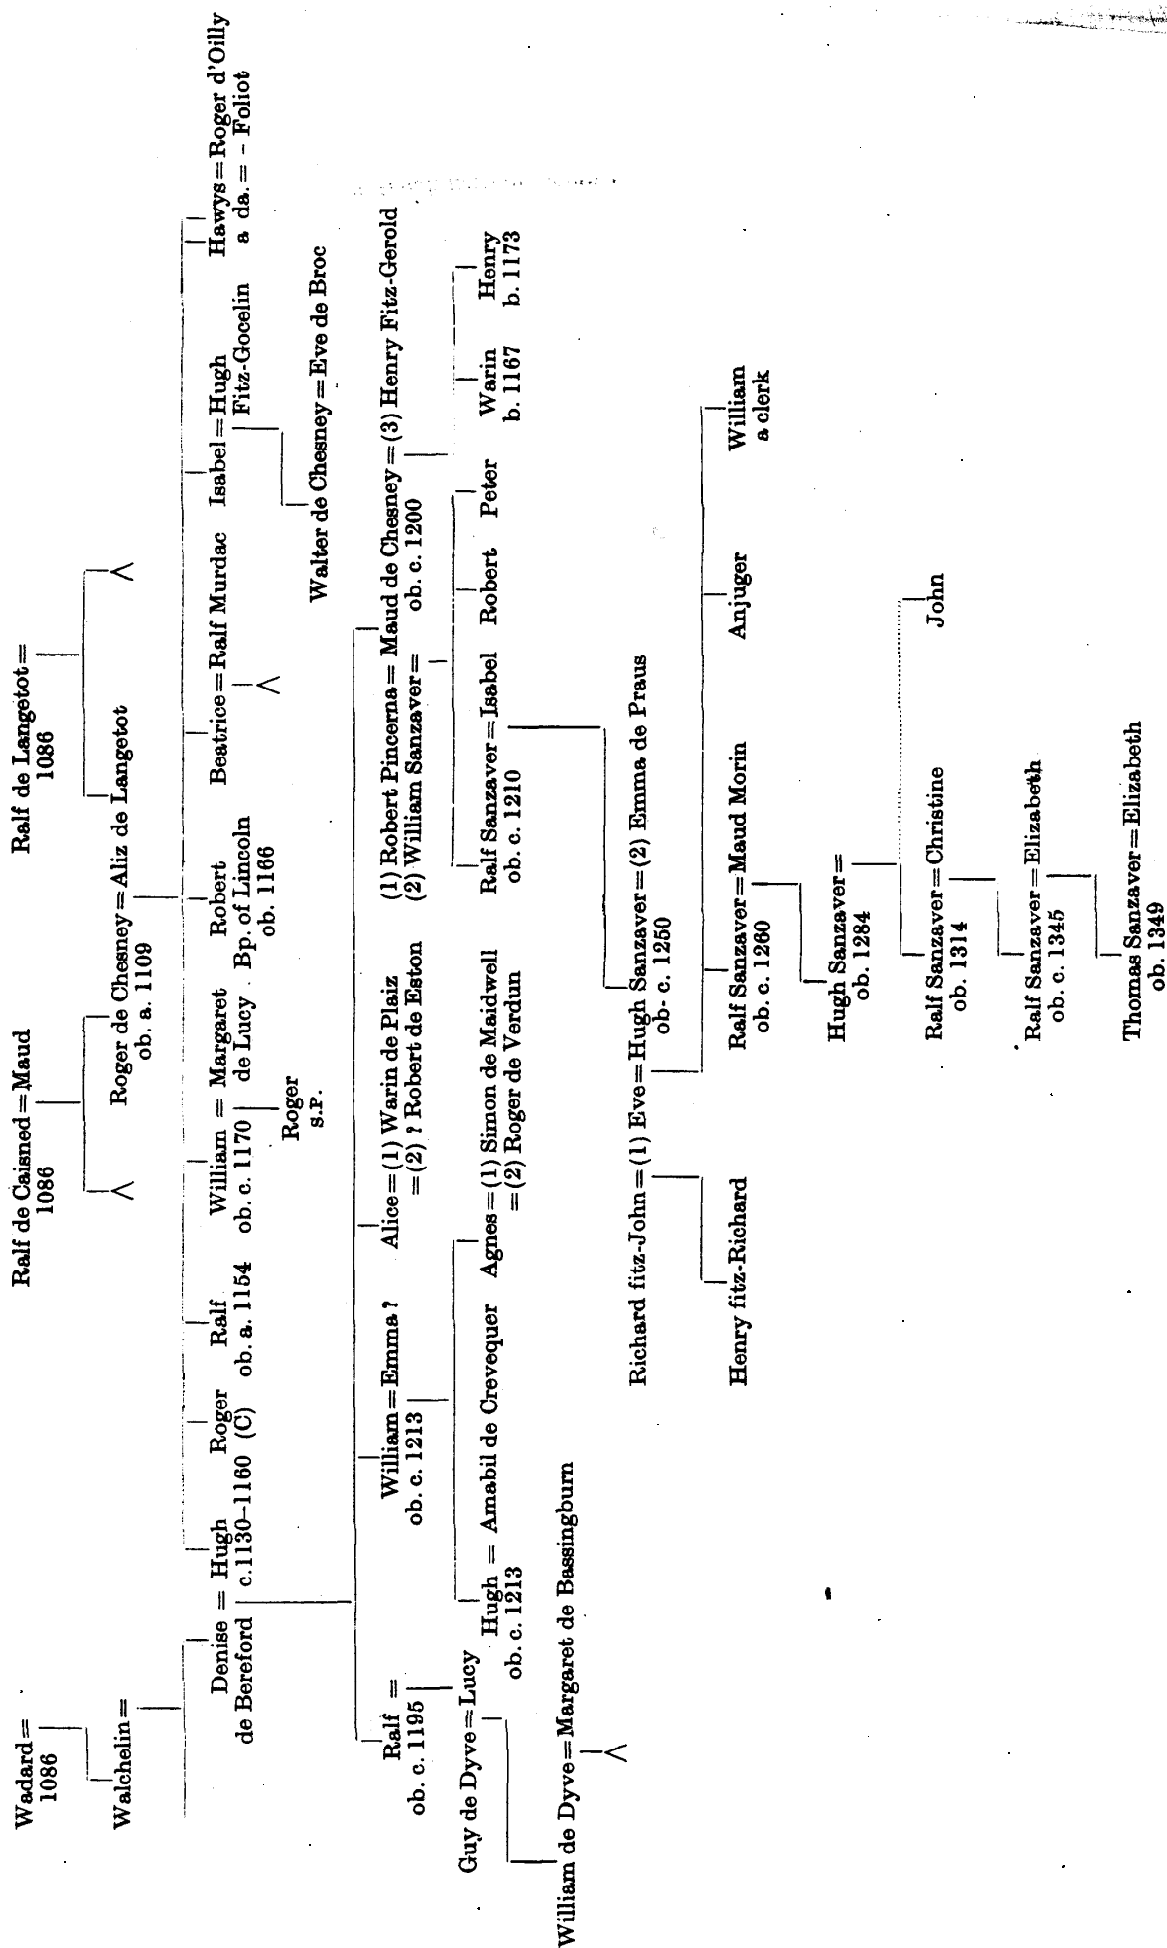 Wadard=
1086
Ralf de Caisned=Maud
1086
Ralf de Langetot=
1086
Walchelin=
Roger de Chesney=Aliz de Langetot
ob. a. 1109
Denise = Hugh
de Bereford c.1130–1160
Roger
(C)
Ralf
ob. a. 1154
William = Margaret
ob. c. 1170 de Lucy
Robert
Bp. of Lincoln
ob. 1166
Beatrice=Ralf Murdac
Isabel=Hugh
Fitz-Gocelin
Hawys=Roger d'Oilly
a da. = - Foliot
Roger
s.P.
Walter de Chesney=Eve de Broc
Ralf =
ob. c. 1195
William=Emma?
ob. c. 1213
Alice=(1) Warin de Plaiz
=(2) ? Robert de Eston
(1) Robert Pincerna= Maud de Chesney=(3) Henry Fitz-Gerold
(2) William Sanzaver= ob. c. 1200
Guy de Dyve=Lucy
Hugh = Amabil de Crevequer
ob. c. 1213
Agnes=(1) Simon de Maidwell
=(2) Roger de Verdun
Ralf Sanzaver=Isabel
ob. c. 1210
Robert
Peter
Warin
b. 1167
Henry
b. 1173
William de Dyve=Margaret de Bassingburn
Richard fitz-John=(1) Eve=Hugh Sanzaver=(2) Emma de Praus
ob- c. 1250
Henry fitz-Richard
Ralf Sanzaver=Maud Morin
ob. c. 1260
Anjuger
William
a clerk
Hugh Sanzaver=
ob. 1284
Ralf Sanzaver=Christine
ob. 1314
John
Ralf Sanzaver=Elizabeth
ob. c. 1345
Thomas Sanzaver=Elizabeth
ob. 1349